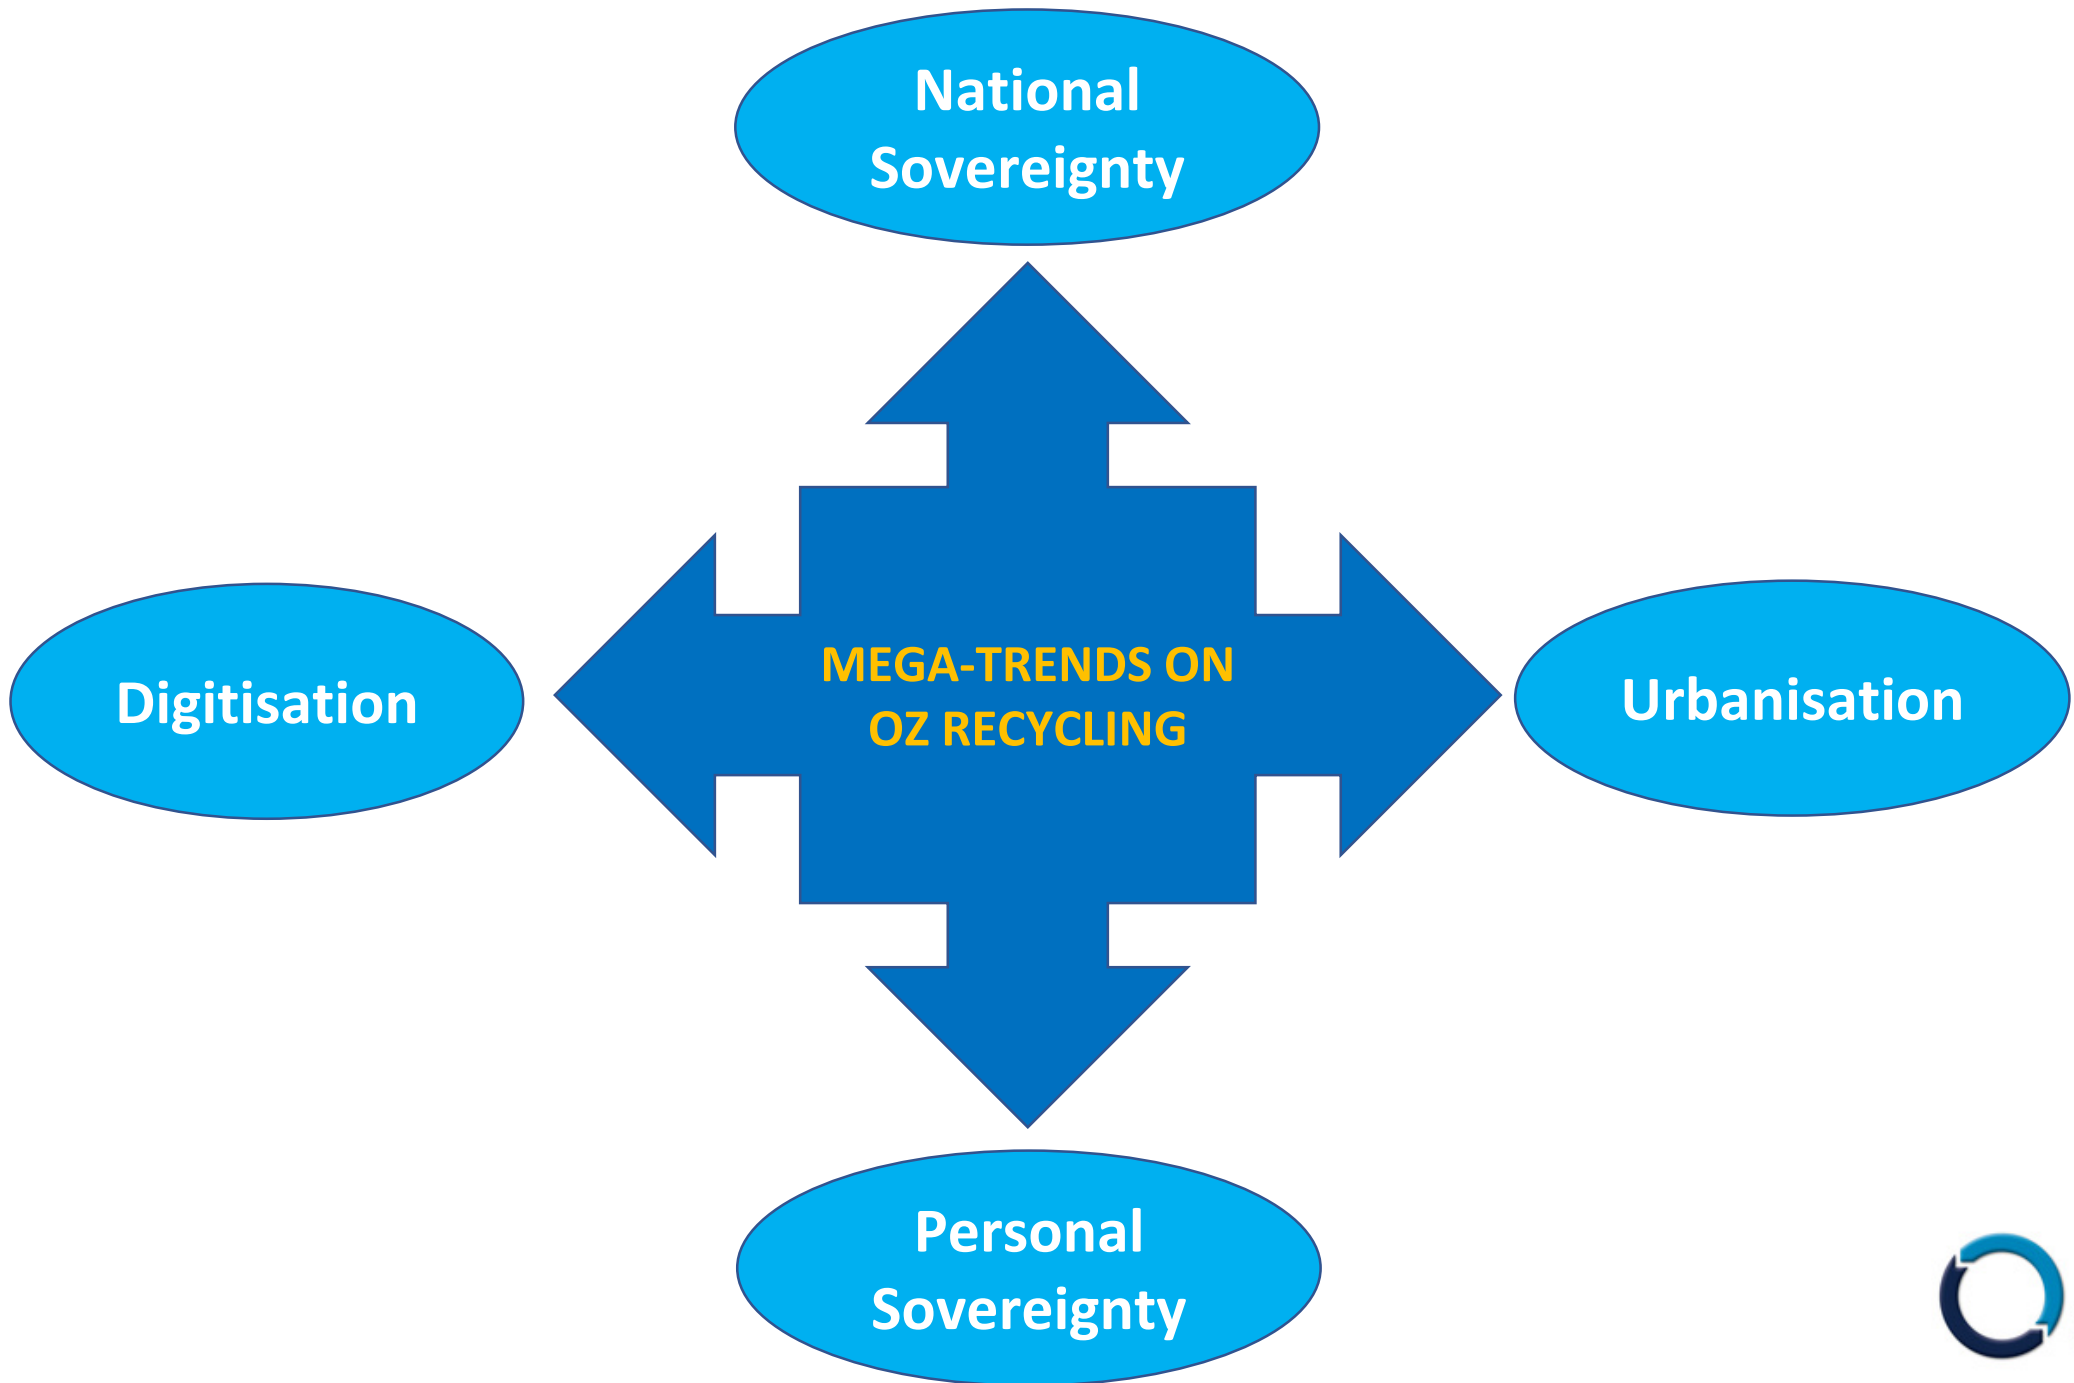 National
Sovereignty
Digitisation
MEGA-TRENDS ON
OZ RECYCLING
Urbanisation
Personal
Sovereignty